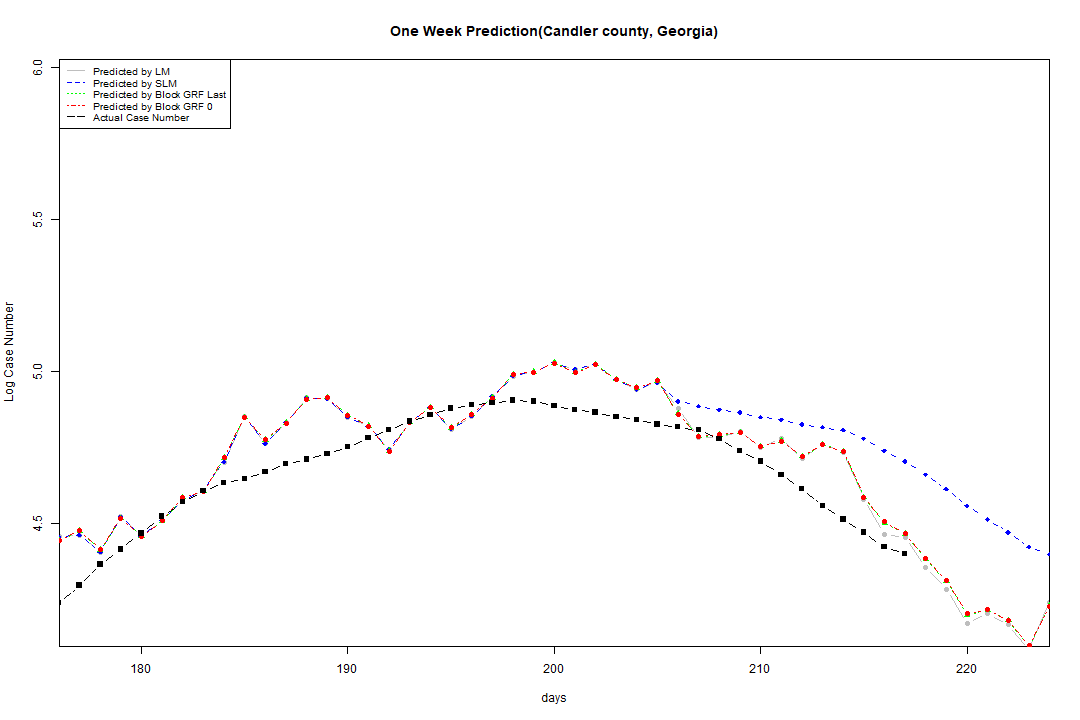 One Week Prediction(Candler county, Georgia)
Predicted by LM
Predicted by SLM
Predicted by Block GRF Last
Predicted by Block GRF 0
Actual Case Number
6.0
5.5
5.0
4.5
Log Case Number
180 190 200 210 220
days